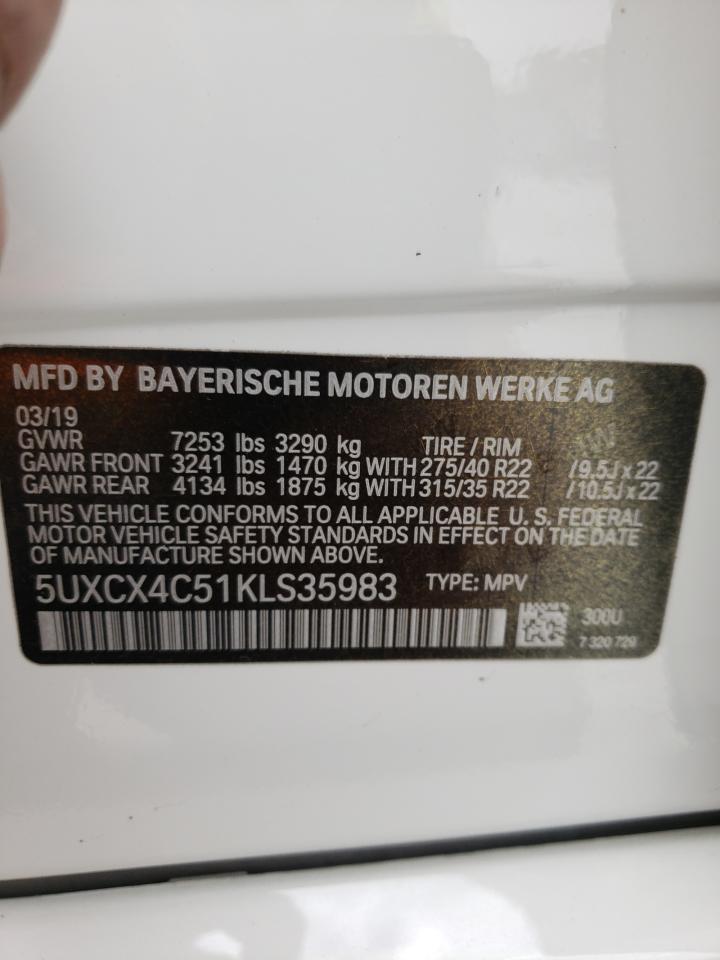 MFD BY BAYERISCHE MOTOREN WERKE AG
03/19
GVWR 7253 lbs 3290 kg TIRE / RIM
GAWR FRONT 3241 lbs 1470 kg WITH 275/40 R22 /9.5J x 22
GAWR REAR 4134 lbs 1875 kg WITH 315/35 R22 /10.5J x 22
THIS VEHICLE CONFORMS TO ALL APPLICABLE U. S. FEDERAL
MOTOR VEHICLE SAFETY STANDARDS IN EFFECT ON THE DATE
OF MANUFACTURE SHOWN ABOVE.
5UXCX4C51KLS35983 TYPE: MPV
300U
7 320 729